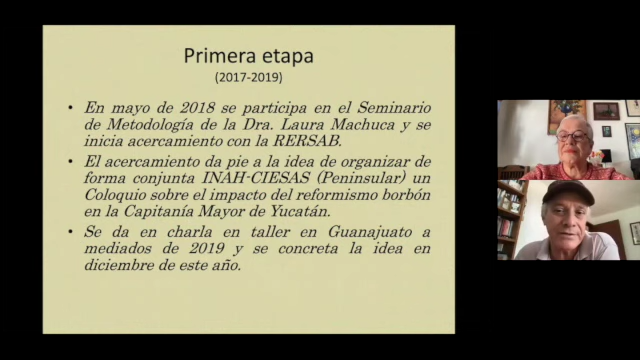 Primera etapa
(2017-2019)
• En mayo de 2018 se participa en el Seminario
de Metodología de la Dra. Laura Machuca y se
inicia acercamiento con la RERSAB.
• El acercamiento da pie a la idea de organizar de
forma conjunta INAH-CIESAS (Peninsular) un
Coloquio sobre el impacto del reformismo borbón
en la Capitanía Mayor de Yucatán.
• Se da en charla en taller en Guanajuato a
mediados de 2019 y se concreta la idea en
diciembre de este año.